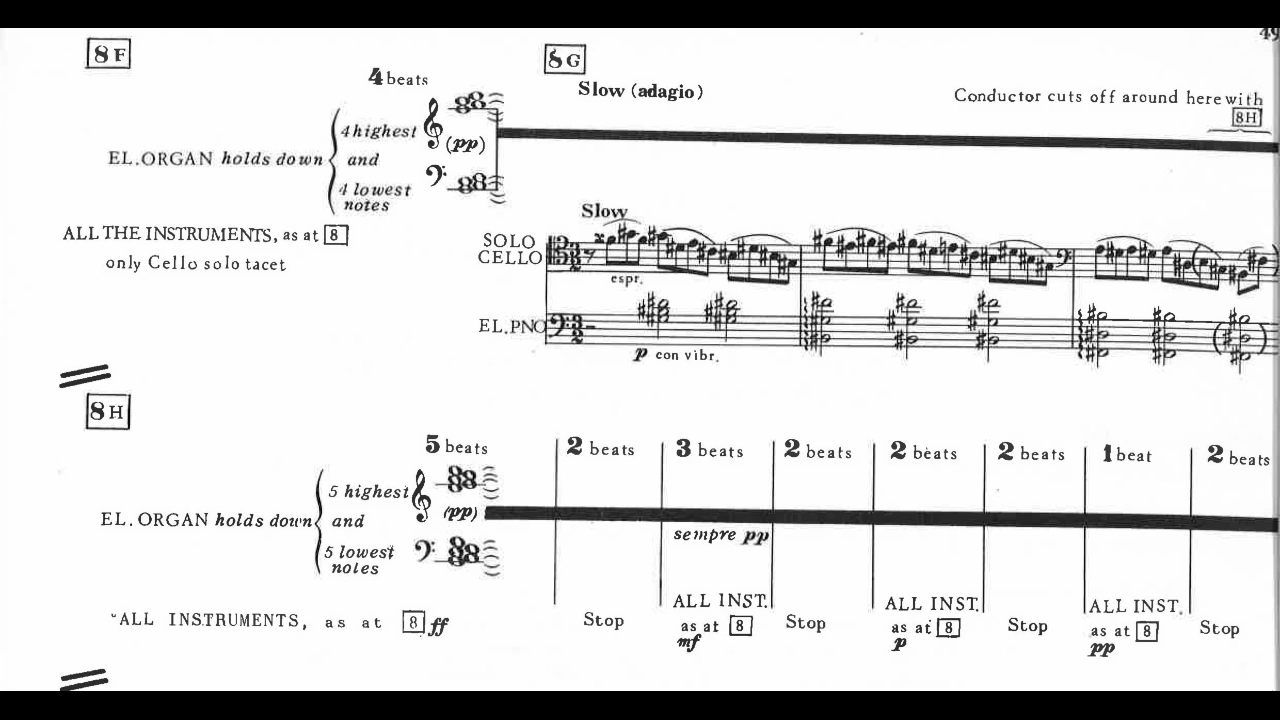 49
8F
8G
4 beats
Slow (adagio)
Conductor cuts off around here with
8H
4 highest
(pp)
EL. ORGAN holds down and
4 lowest
notes
Slow
ALL THE INSTRUMENTS, as at 8
only Cello solo tacet
SOLO
CELLO
espr.
EL. PNO
p con vibr.
8H
5 beats
2 beats
3 beats
2 beats
2 beats
2 beats
1 beat
2 beats
5 highest
(pp)
EL. ORGAN holds down and
5 lowest
notes
sempre pp
ALL INSTRUMENTS, as at 8 ff
Stop
ALL INST.
as at 8
mf
Stop
ALL INST.
as at 8
p
Stop
ALL INST.
as at 8
pp
Stop